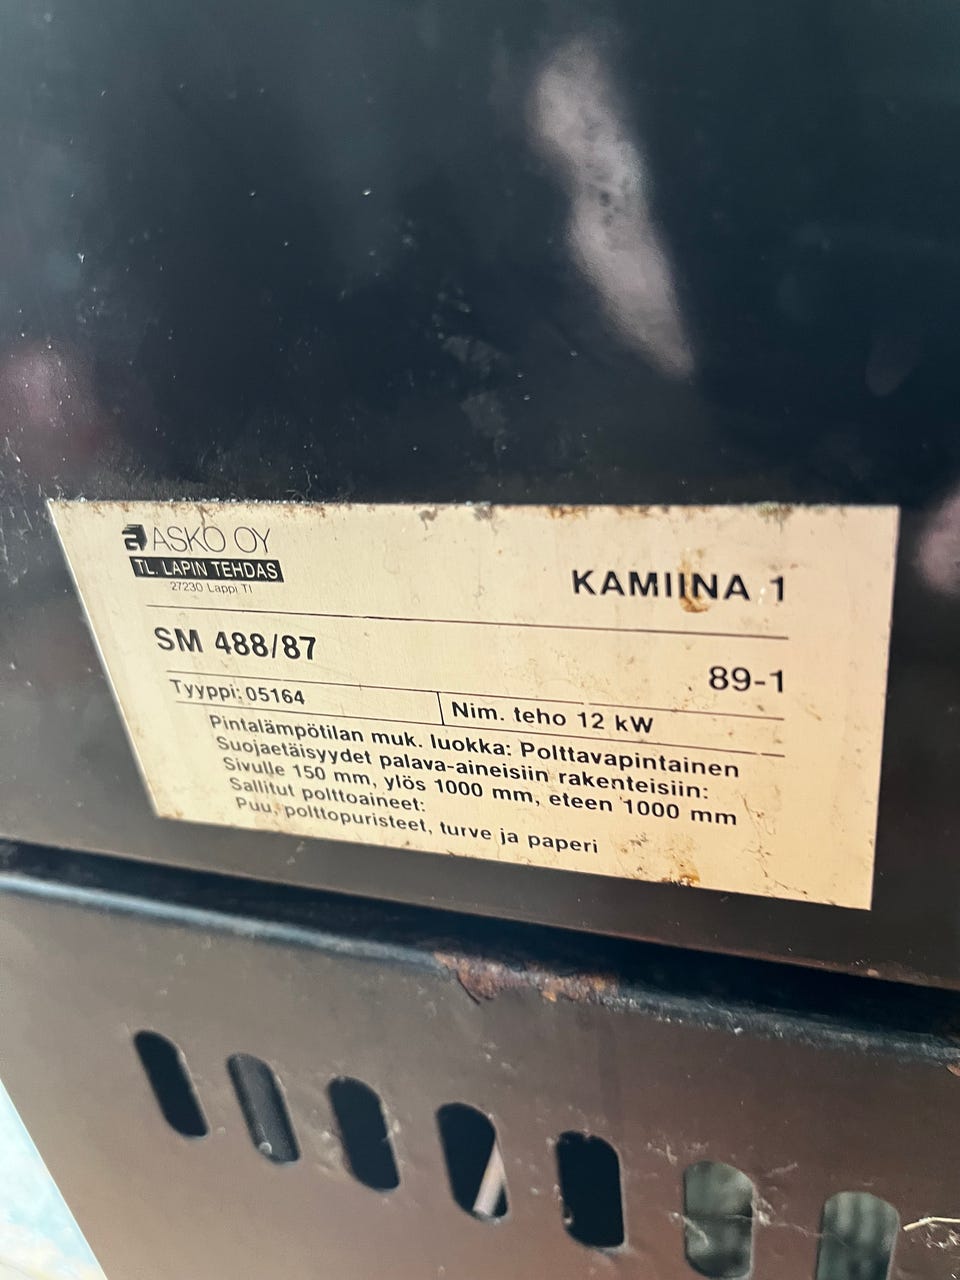 ASKO OY
TL. LAPIN TEHDAS
27230 Lappi Tl
KAMIINA 1
SM 488/87
89-1
Tyyppi: 05164
Nim. teho 12 kW
Pintalämpötilan muk. luokka: Polttavapintainen
Suojaetäisyydet palava-aineisiin rakenteisiin:
Sivulle 150 mm, ylös 1000 mm, eteen 1000 mm
Sallitut polttoaineet:
Puu, polttopuristeet, turve ja paperi